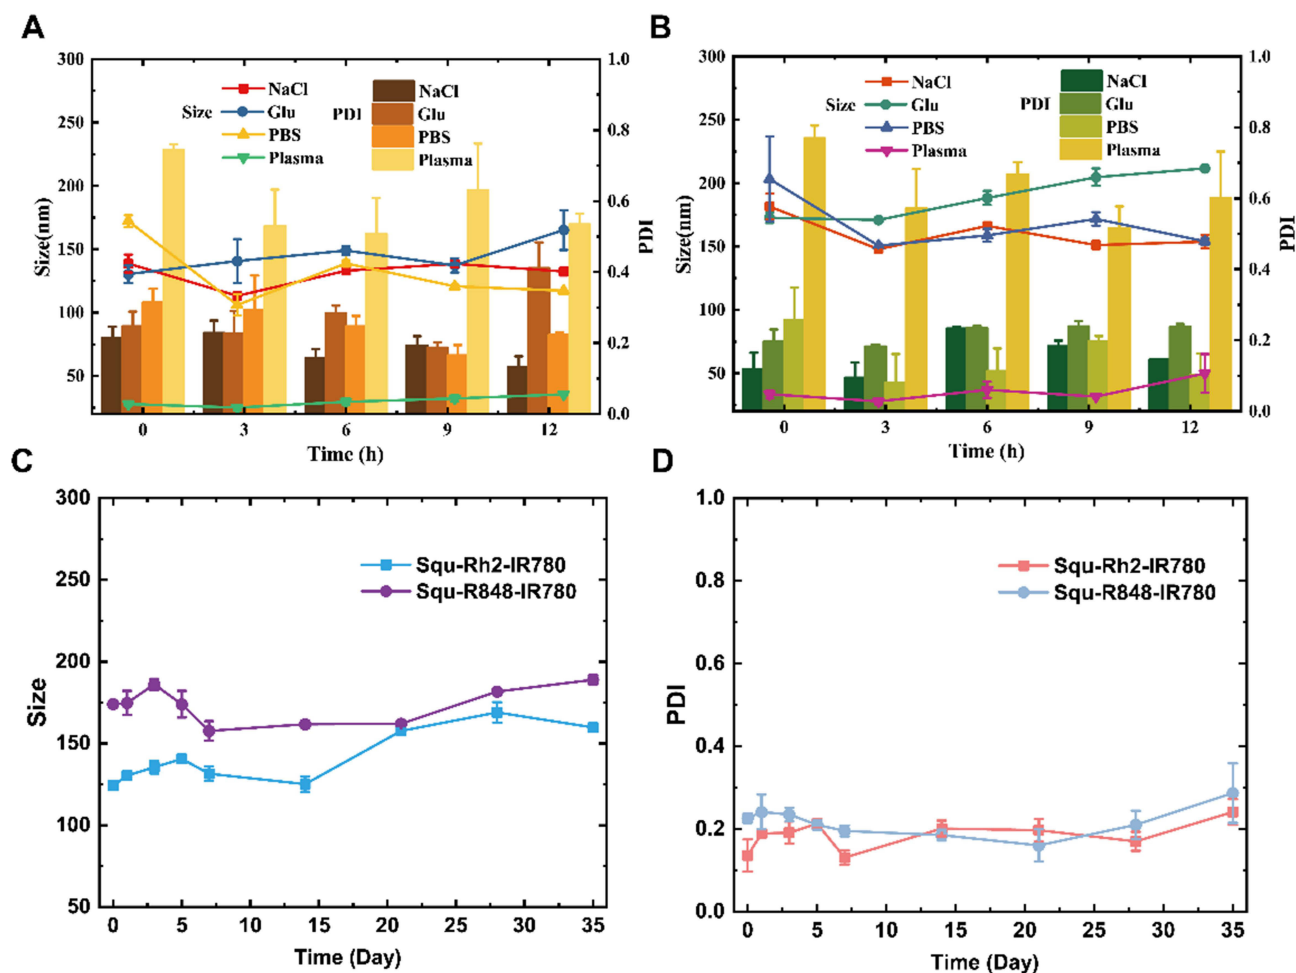 A
300
250
200
150
100
50
Size(nm)
1.0
0.8
0.6
0.4
0.2
0.0
PDI
Size
NaCl
Glu
PBS
Plasma
PDI
NaCl
Glu
PBS
Plasma
0 3 6 9 12
Time (h)
B
300
250
200
150
100
50
Size(nm)
1.0
0.8
0.6
0.4
0.2
0.0
PDI
Size
NaCl
Glu
PBS
Plasma
PDI
NaCl
Glu
PBS
Plasma
0 3 6 9 12
Time (h)
C
300
250
200
150
100
50
Size
Squ-Rh2-IR780
Squ-R848-IR780
0 5 10 15 20 25 30 35
Time (Day)
D
1.0
0.8
0.6
0.4
0.2
0.0
PDI
Squ-Rh2-IR780
Squ-R848-IR780
0 5 10 15 20 25 30 35
Time (Day)